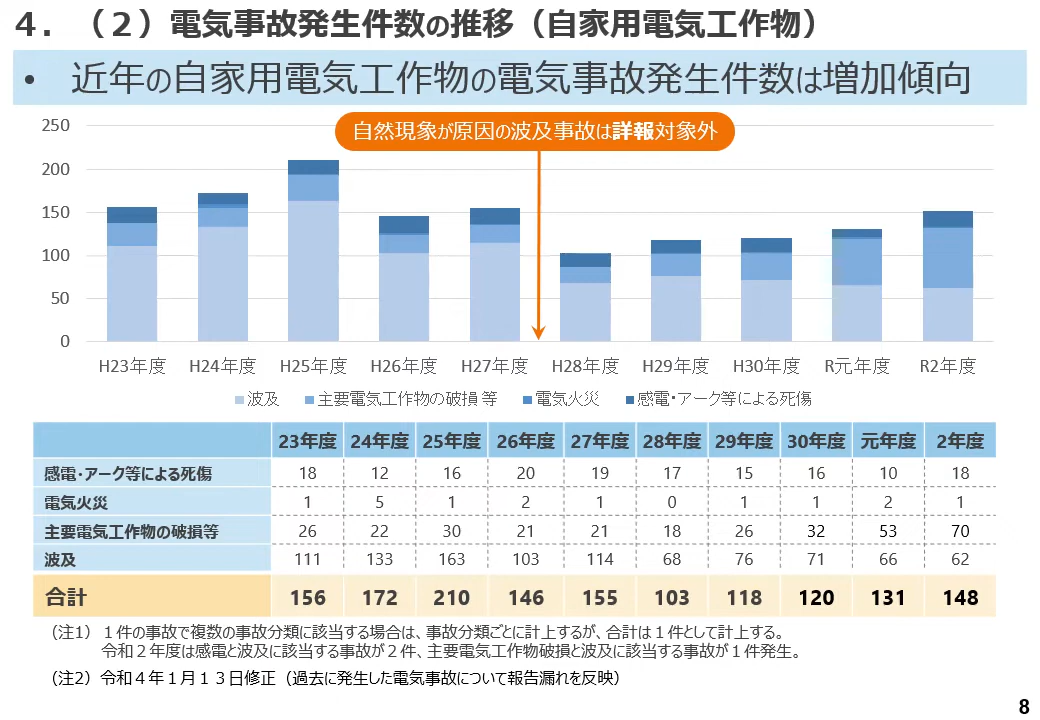 ４．（２）電気事故発生件数の推移（自家用電気工作物）
• 近年の自家用電気工作物の電気事故発生件数は増加傾向
自然現象が原因の波及事故は詳報対象外
250
200
150
100
50
0
H23年度 H24年度 H25年度 H26年度 H27年度 H28年度 H29年度 H30年度 R元年度 R2年度
波及 主要電気工作物の破損 等 電気火災 感電・アーク等による死傷
23年度 24年度 25年度 26年度 27年度 28年度 29年度 30年度 元年度 2年度
感電・アーク等による死傷 18 12 16 20 19 17 15 16 10 18
電気火災 1 5 1 2 1 0 1 1 2 1
主要電気工作物の破損等 26 22 30 21 21 18 26 32 53 70
波及 111 133 163 103 114 68 76 71 66 62
合計 156 172 210 146 155 103 118 120 131 148
（注1）１件の事故で複数の事故分類に該当する場合は、事故分類ごとに計上するが、合計は１件として計上する。
令和２年度は感電と波及に該当する事故が２件、主要電気工作物破損と波及に該当する事故が１件発生。
（注2）令和４年１月１３日修正（過去に発生した電気事故について報告漏れを反映）
8